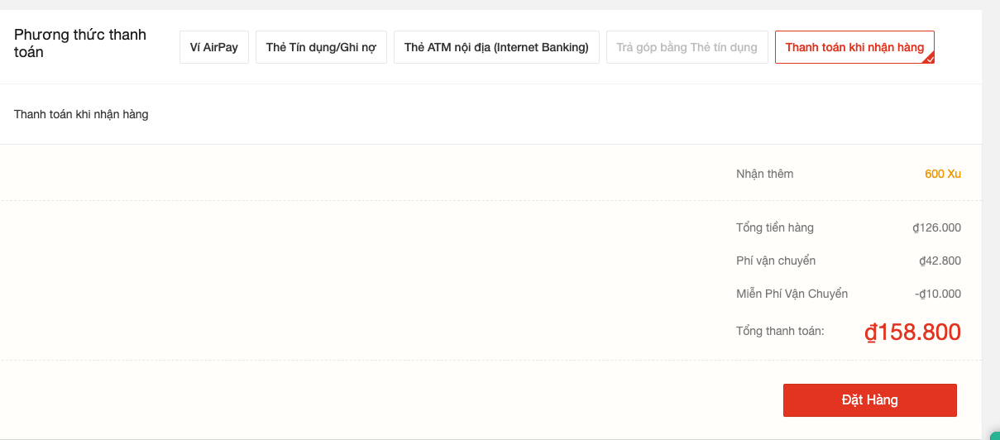 Phương thức thanh
toán
Ví AirPay
Thẻ Tín dụng/Ghi nợ
Thẻ ATM nội địa (Internet Banking)
Trả góp bằng Thẻ tín dụng
Thanh toán khi nhận hàng
Thanh toán khi nhận hàng
Nhận thêm 600 Xu
Tổng tiền hàng ₫126.000
Phí vận chuyển ₫42.800
Miễn Phí Vận Chuyển -₫10.000
Tổng thanh toán: ₫158.800
Đặt Hàng